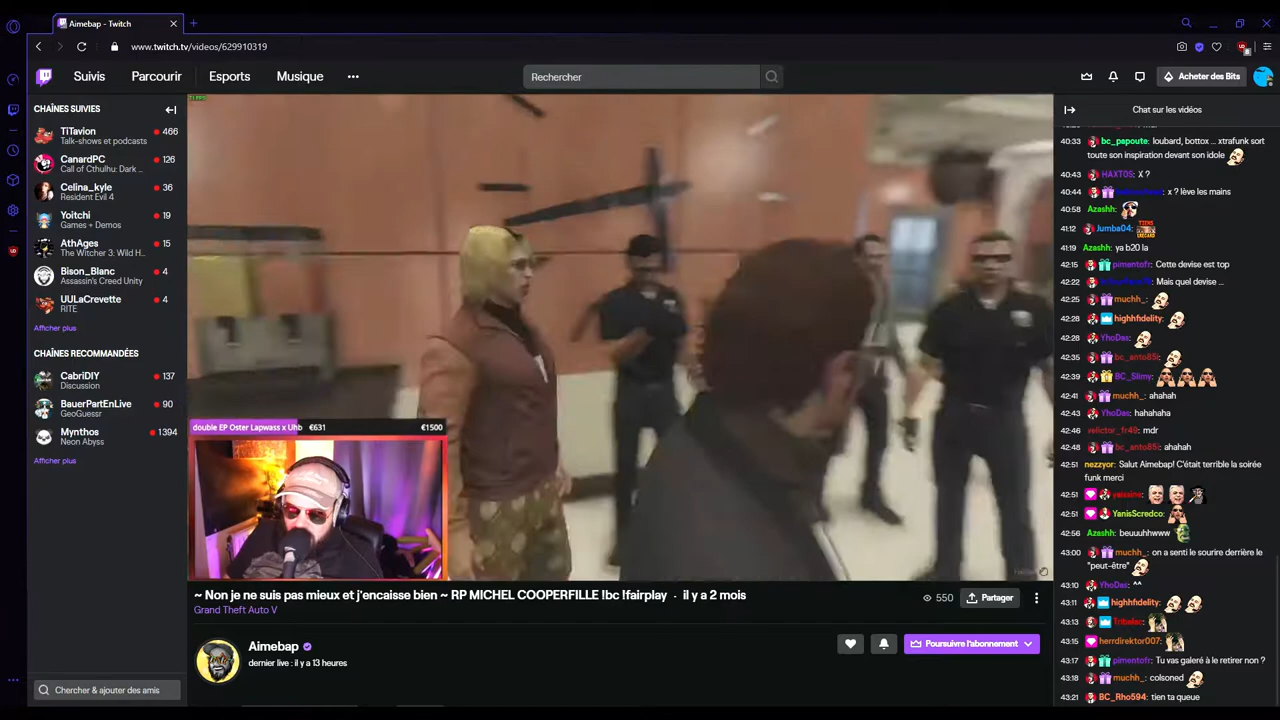 Aimebap - Twitch
www.twitch.tv/videos/629910319
Suivis
Parcourir
Esports
Musique
Rechercher
Acheter des Bits
CHAÎNES SUIVIES
TiTavion 466
Talk-shows et podcasts
CanardPC 126
Call of Cthulhu: Dark ...
Celina_kyle 36
Resident Evil 4
Yoitchi 19
Games + Demos
AthAges 15
The Witcher 3: Wild H...
Bison_Blanc 4
Assassin's Creed Unity
UULaCrevette 4
RITE
Afficher plus
CHAÎNES RECOMMANDÉES
CabriDIY 137
Discussion
BauerPartEnLive 90
GeoGuessr
Mynthos 1394
Neon Abyss
Afficher plus
Chercher & ajouter des amis
double EP Oster Lapwass x Uhb €631 €1500
~ Non je ne suis pas mieux et j'encaisse bien ~ RP MICHEL COOPERFILLE !bc !fairplay · il y a 2 mois
Grand Theft Auto V
550
Partager
Aimebap
dernier live : il y a 13 heures
Poursuivre l'abonnement
Chat sur les vidéos
40:33 bc_papoute: loubard, bottox ... xtrafunk sort
toute son inspiration devant son idole
40:43 HAXT0S: X ?
40:44 x ? lève les mains
40:58 Azashh:
41:12 Jumba04:
41:19 Azashh: ya b20 la
42:15 pimentofr: Cette devise est top
42:22 Mais quel devise ...
42:25 muchh_:
42:28 highhfidelity:
42:28 YhoDas:
42:35 bc_anto85:
42:39 BC_Slimy:
42:41 muchh_: ahahah
42:43 YhoDas: hahahaha
42:46 velictor_fr49: mdr
42:48 bc_anto85: ahahah
42:51 nezzyor: Salut Aimebap! C'était terrible la soirée
funk merci
42:51
42:51 YanisScredco:
42:56 Azashh: beuuuhhwww
43:00 muchh_: on a senti le sourire derrière le
"peut-être"
43:10 YhoDas: ^^
43:11 highhfidelity:
43:13 Tribalac:
43:15 herrdirektor007:
43:17 pimentofr: Tu vas galeré à le retirer non ?
43:18 muchh_: colsoned
43:21 BC_Rho594: tien ta queue